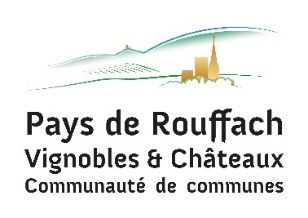 Pays de Rouffach
Vignobles & Châteaux
Communauté de communes